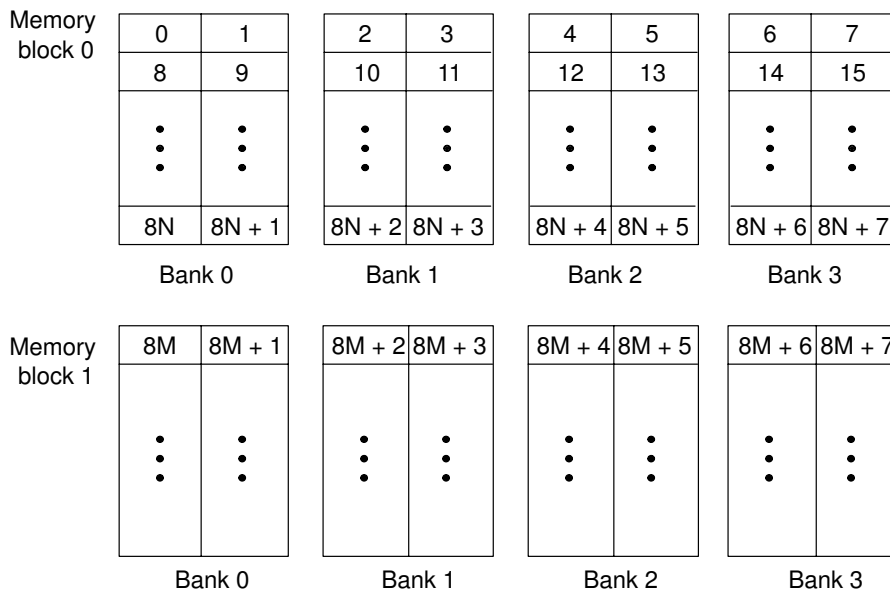 Memory block 0
0 1 2 3 4 5 6 7
8 9 10 11 12 13 14 15
8N 8N + 1 8N + 2 8N + 3 8N + 4 8N + 5 8N + 6 8N + 7
Bank 0 Bank 1 Bank 2 Bank 3
Memory block 1
8M 8M + 1 8M + 2 8M + 3 8M + 4 8M + 5 8M + 6 8M + 7
Bank 0 Bank 1 Bank 2 Bank 3